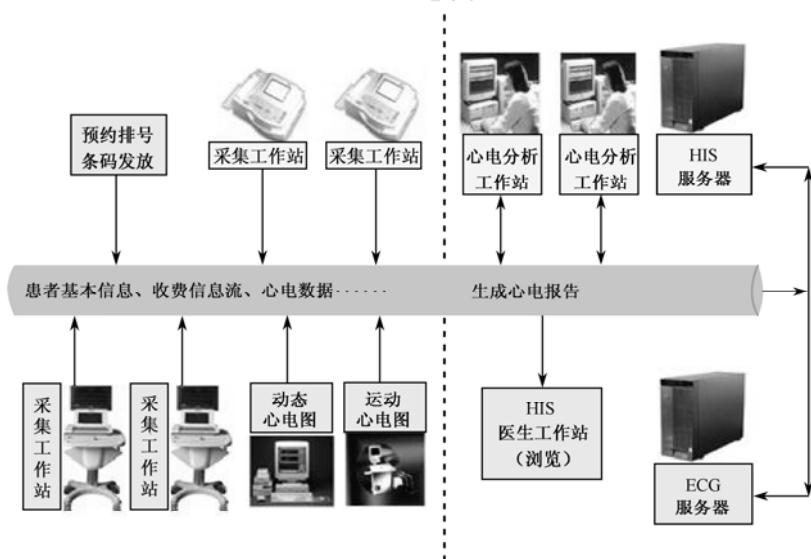 预约排号
条码发放
采集工作站
采集工作站
心电分析
工作站
心电分析
工作站
HIS
服务器
患者基本信息、收费信息流、心电数据······
生成心电报告
采集工作站
采集工作站
动态
心电图
运动
心电图
HIS
医生工作站
（浏览）
ECG
服务器